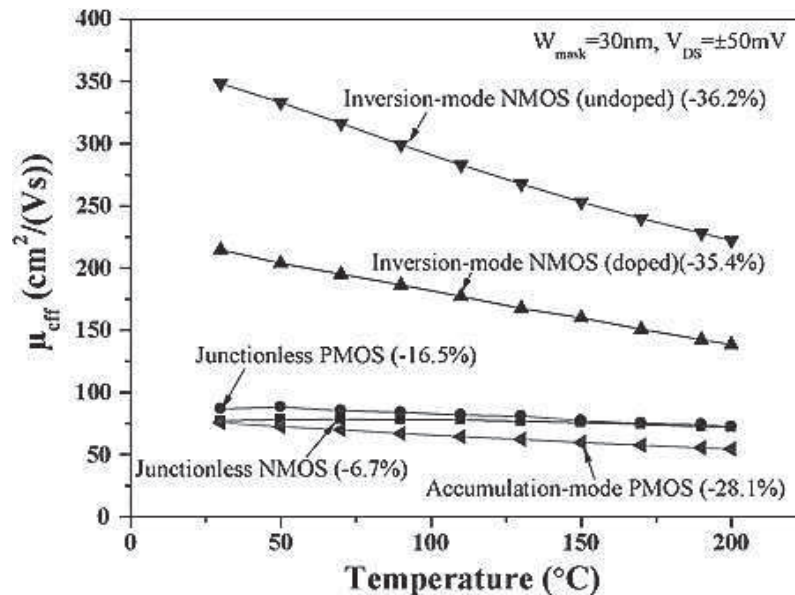 400
W_mask=30nm, V_DS=±50mV
350
Inversion-mode NMOS (undoped) (-36.2%)
300
250
200
Inversion-mode NMOS (doped)(-35.4%)
150
Junctionless PMOS (-16.5%)
100
50
Junctionless NMOS (-6.7%)
Accumulation-mode PMOS (-28.1%)
0
0 50 100 150 200
μ_eff (cm²/(Vs))
Temperature (°C)